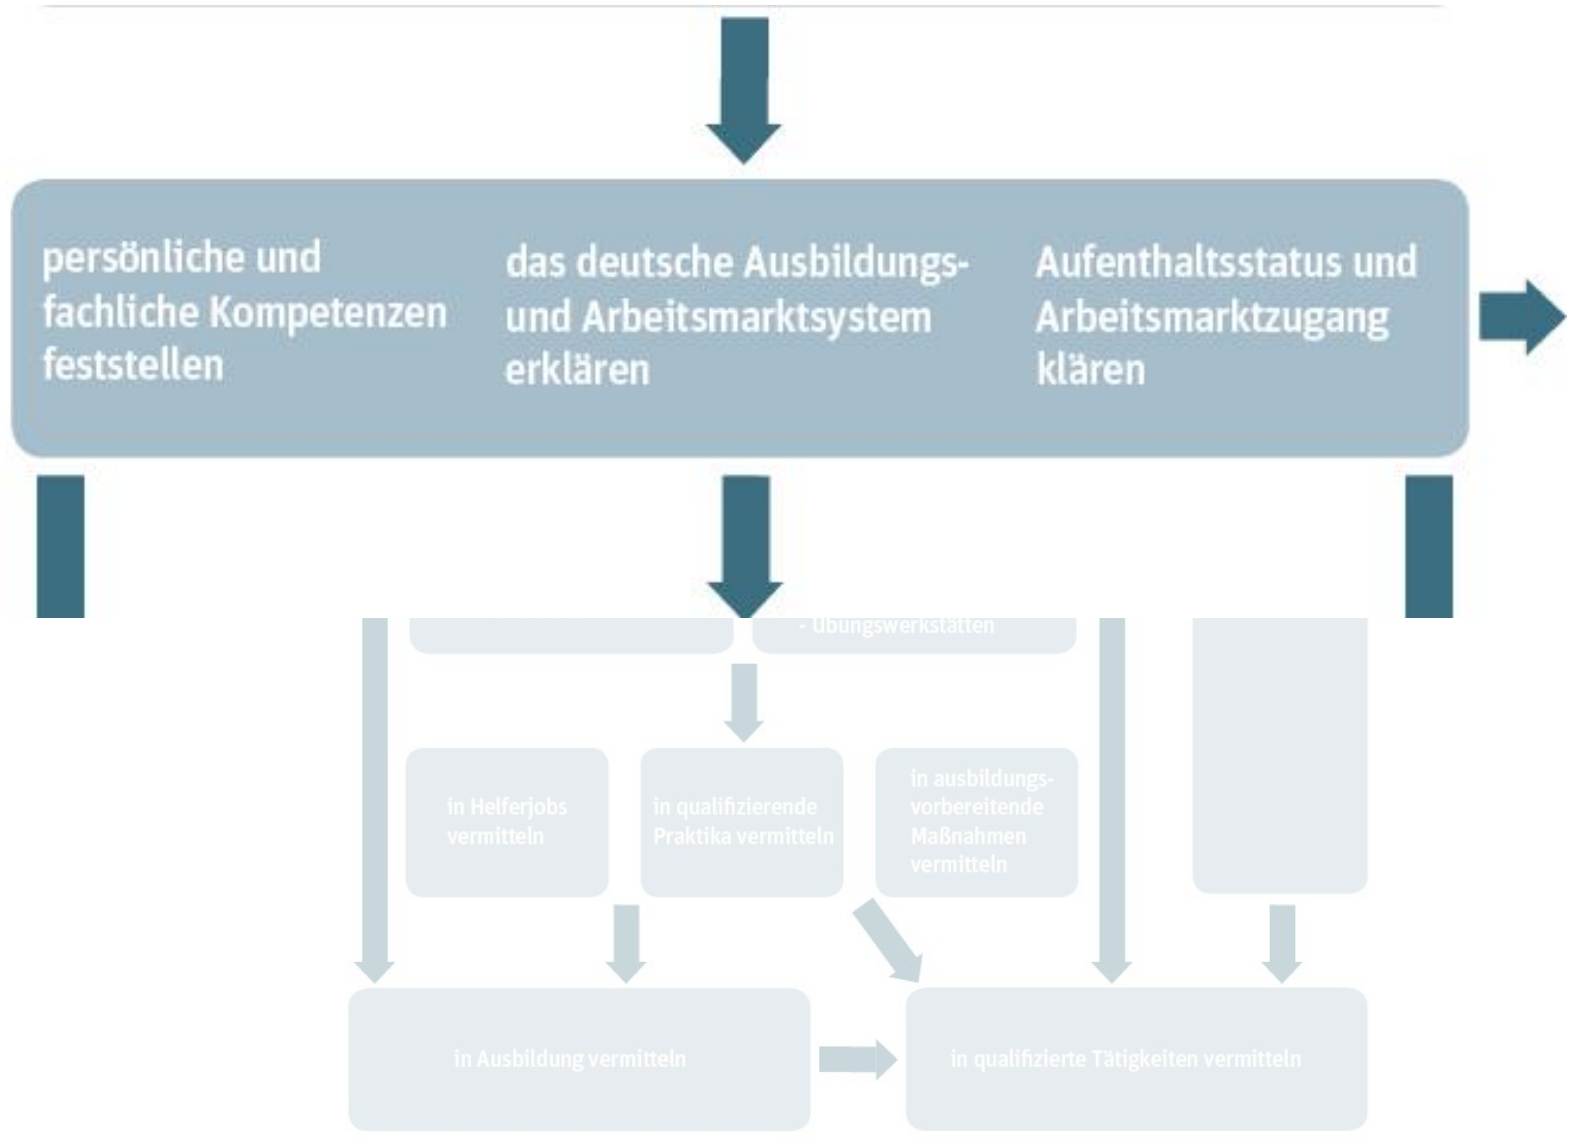 persönliche und
fachliche Kompetenzen
feststellen
das deutsche Ausbildungs-
und Arbeitsmarktsystem
erklären
Aufenthaltsstatus und
Arbeitsmarktzugang
klären
- Übungswerkstätten
in Helferjobs
vermitteln
in qualifizierende
Praktika vermitteln
in ausbildungs-
vorbereitende
Maßnahmen
vermitteln
in Ausbildung vermitteln
in qualifizierte Tätigkeiten vermitteln